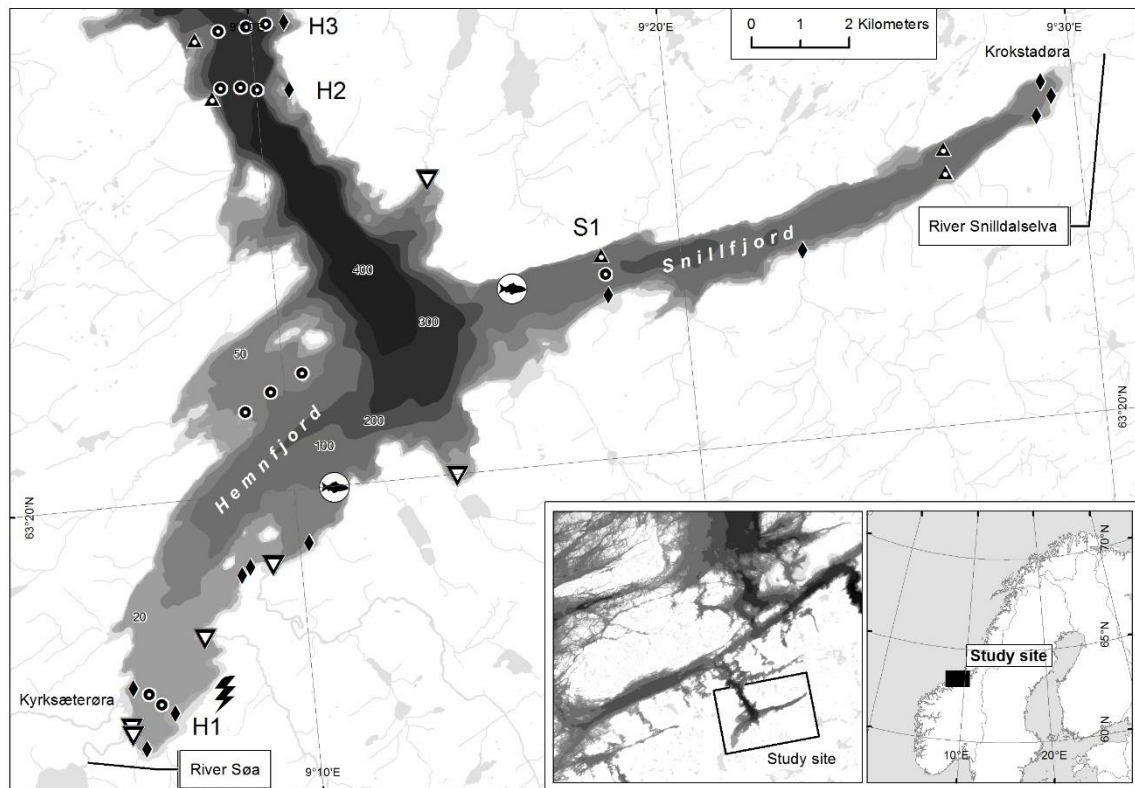 H3
9°10'E
9°20'E
0 1 2 Kilometers
9°30'E
Krokstadøra
H2
River Snilldalselva
S1
Snillfjord
400
300
50
200
100
Hemnfjord
63°20'N
63°20'N
20
Kyrksæterøra
H1
River Søa
9°10'E
Study site
70°N
65°N
Study site
60°N
10°E
20°E